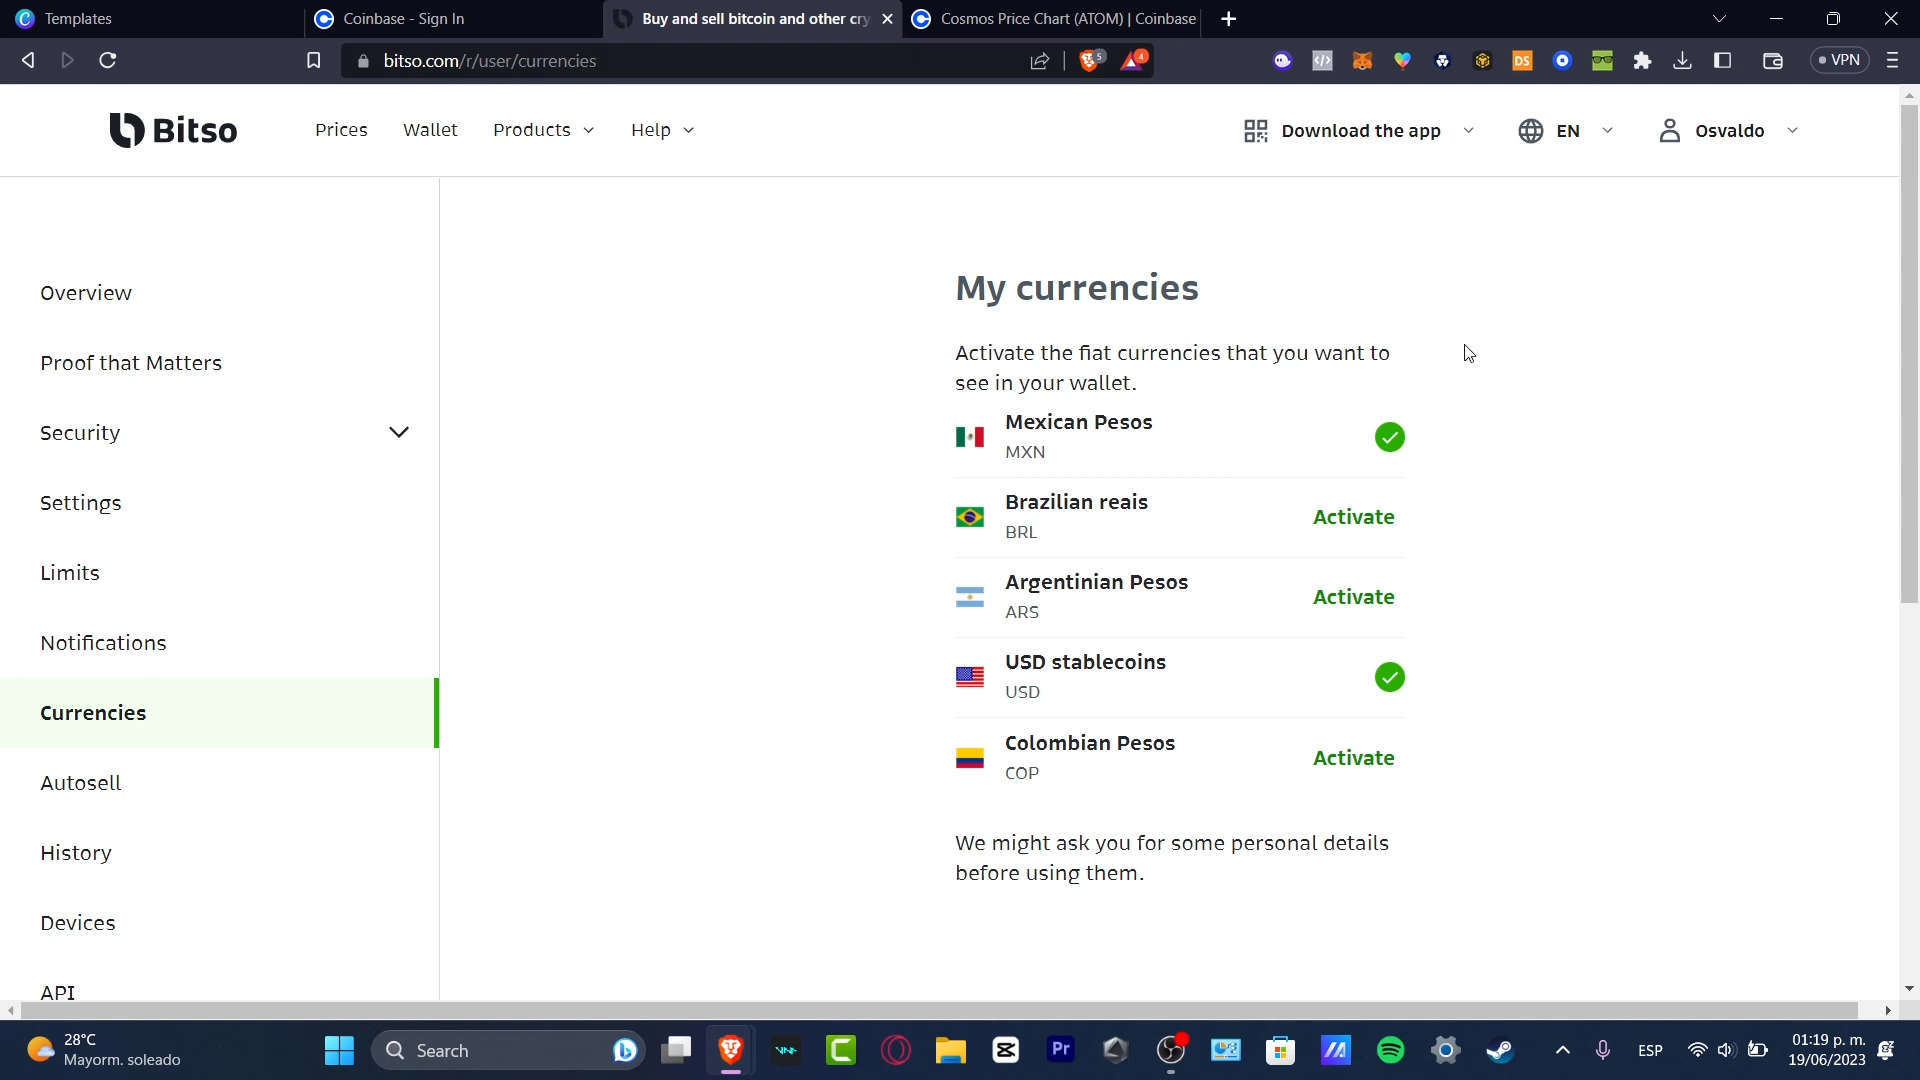 Templates
Coinbase - Sign In
Buy and sell bitcoin and other cry
Cosmos Price Chart (ATOM) | Coinbase
bitso.com/r/user/currencies
5
4
DS
VPN
Bitso
Prices
Wallet
Products
Help
Download the app
EN
Osvaldo
Overview
Proof that Matters
Security
Settings
Limits
Notifications
Currencies
Autosell
History
Devices
API
My currencies
Activate the fiat currencies that you want to
see in your wallet.
Mexican Pesos
MXN
Brazilian reais
BRL
Activate
Argentinian Pesos
ARS
Activate
USD stablecoins
USD
Colombian Pesos
COP
Activate
We might ask you for some personal details
before using them.
28°C
Mayorm. soleado
Search
Pr
ESP
01:19 p. m.
19/06/2023